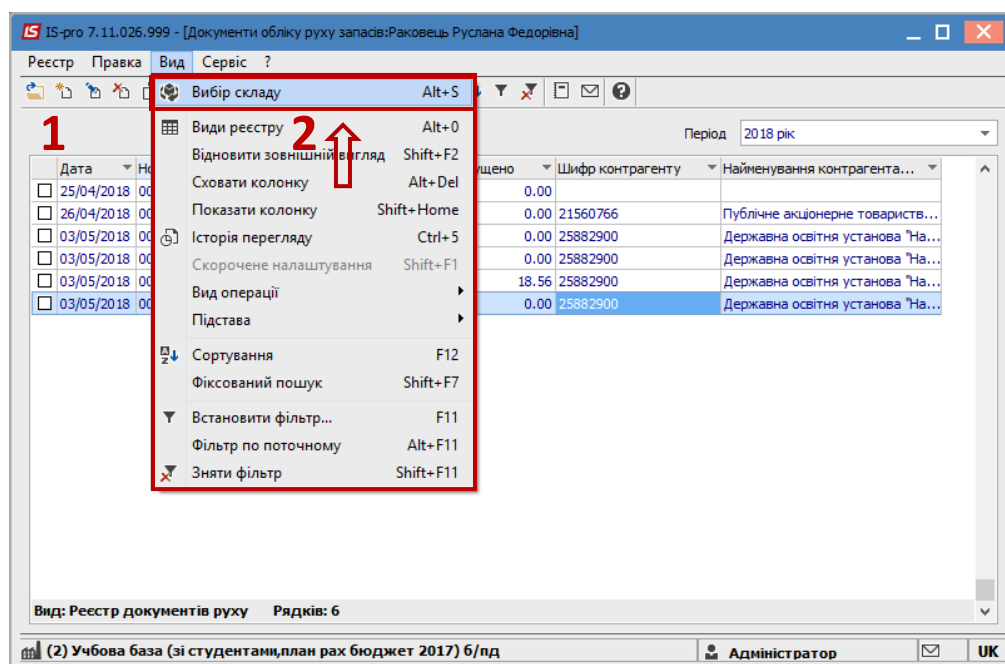 IS-pro 7.11.026.999 - [Документи обліку руху запасів:Раковець Руслана Федорівна]
Реєстр Правка Вид Сервіс ?
Вибір складу Alt+S
1
Види реєстру Alt+0
2
Відновити зовнішній вигляд Shift+F2
Сховати колонку Alt+Del
Показати колонку Shift+Home
Історія перегляду Ctrl+5
Скорочене налаштування Shift+F1
Вид операції
Підстава
Сортування F12
Фіксований пошук Shift+F7
Встановити фільтр... F11
Фільтр по поточному Alt+F11
Зняти фільтр Shift+F11
Період 2018 рік
Дата Шифр контрагенту Найменування контрагента...
25/04/2018 0.00
26/04/2018 0.00 21560766 Публічне акціонерне товариств...
03/05/2018 0.00 25882900 Державна освітня установа "На...
03/05/2018 0.00 25882900 Державна освітня установа "На...
03/05/2018 18.56 25882900 Державна освітня установа "На...
03/05/2018 0.00 25882900 Державна освітня установа "На...
Вид: Реєстр документів руху Рядків: 6
(2) Учбова база (зі студентами,план рах бюджет 2017) б/пд Адміністратор UK